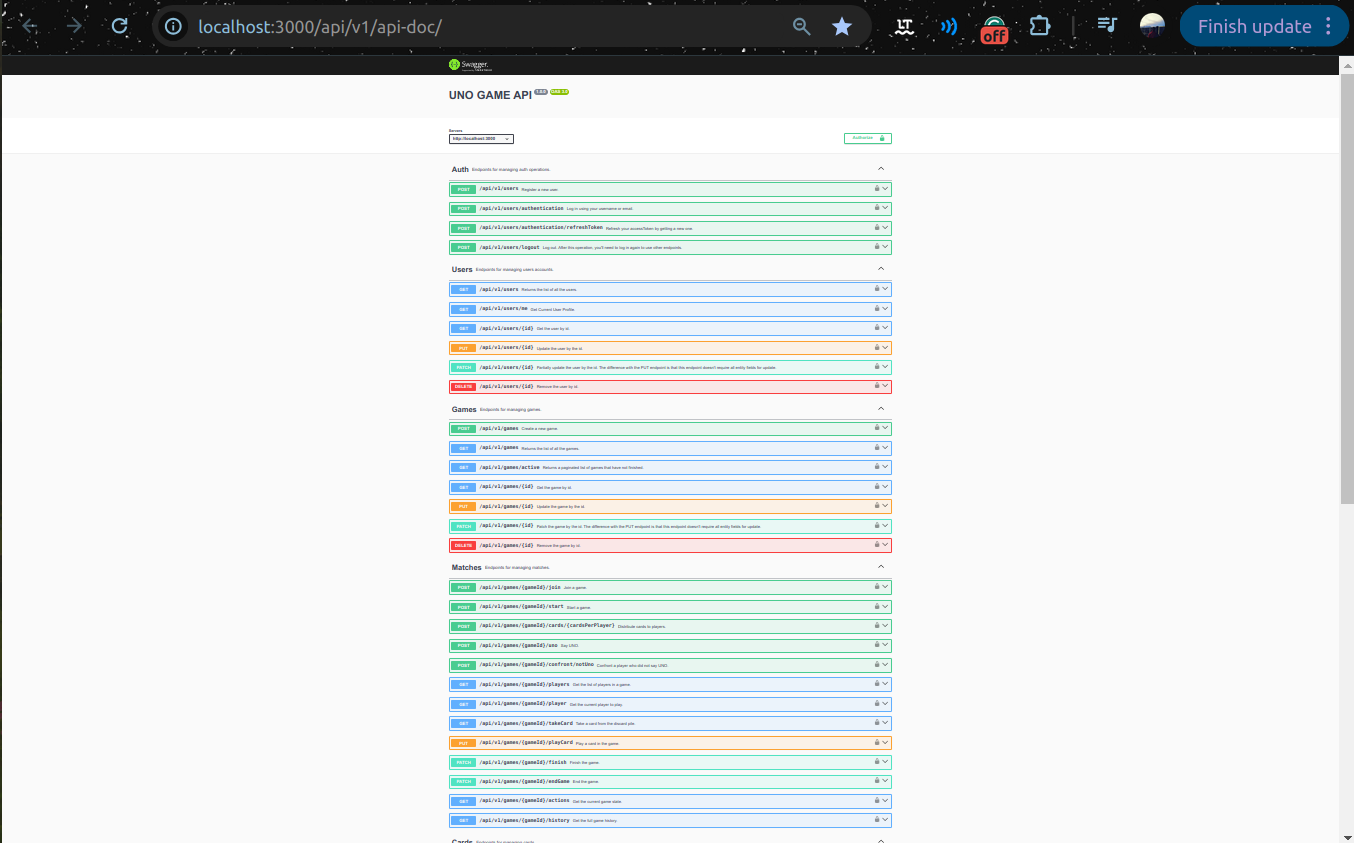 localhost:3000/api/v1/api-doc/
off
Finish update
Swagger.
UNO GAME API 1.0.0 OAS 3.0
Servers
http://localhost:3000
Authorize
Auth Endpoints for managing auth operations.
POST /api/v1/users Register a new user.
POST /api/v1/users/authentication Log in using your username or email.
POST /api/v1/users/authentication/refreshToken Refresh your accessToken by getting a new one.
POST /api/v1/users/logout Log out. After this operation, you'll need to log in again to use other endpoints.
Users Endpoints for managing users accounts.
GET /api/v1/users Returns the list of all the users.
GET /api/v1/users/me Get Current User Profile.
GET /api/v1/users/{id} Get the user by id.
PUT /api/v1/users/{id} Update the user by the id.
PATCH /api/v1/users/{id} Partially update the user by the id. The difference with the PUT endpoint is that this endpoint doesn't require all entity fields for update.
DELETE /api/v1/users/{id} Remove the user by id.
Games Endpoints for managing games.
POST /api/v1/games Create a new game.
GET /api/v1/games Returns the list of all the games.
GET /api/v1/games/active Returns a paginated list of games that have not finished.
GET /api/v1/games/{id} Get the game by id.
PUT /api/v1/games/{id} Update the game by the id.
PATCH /api/v1/games/{id} Patch the game by the id. The difference with the PUT endpoint is that this endpoint doesn't require all entity fields for update.
DELETE /api/v1/games/{id} Remove the game by id.
Matches Endpoints for managing matches.
POST /api/v1/games/{gameId}/join Join a game.
POST /api/v1/games/{gameId}/start Start a game.
POST /api/v1/games/{gameId}/cards/{cardsPerPlayer} Distribute cards to players.
POST /api/v1/games/{gameId}/uno Say UNO.
POST /api/v1/games/{gameId}/confront/notUno Confront a player who did not say UNO.
GET /api/v1/games/{gameId}/players Get the list of players in a game.
GET /api/v1/games/{gameId}/player Get the current player to play.
GET /api/v1/games/{gameId}/takeCard Take a card from the discard pile.
PUT /api/v1/games/{gameId}/playCard Play a card in the game.
PATCH /api/v1/games/{gameId}/finish Finish the game.
PATCH /api/v1/games/{gameId}/endGame End the game.
GET /api/v1/games/{gameId}/actions Get the current game state.
GET /api/v1/games/{gameId}/history Get the full game history.
Cards Endpoints for managing cards.